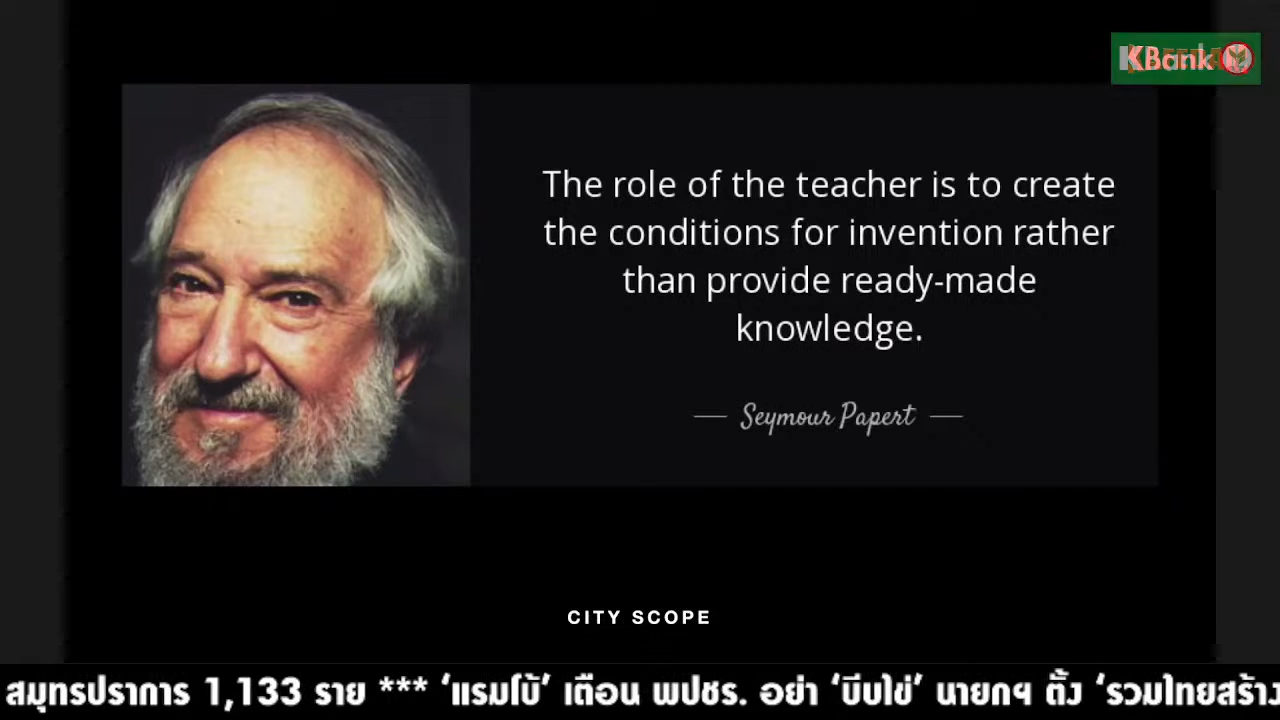 KBank
The role of the teacher is to create
the conditions for invention rather
than provide ready-made
knowledge.
Seymour Papert
CITY SCOPE
สมุทรปราการ 1,133 ราย *** ‘แรมโบ้’ เตือน พปชร. อย่า ‘บีบไข่’ นายกฯ ตั้ง ‘รวมไทยสร้าง